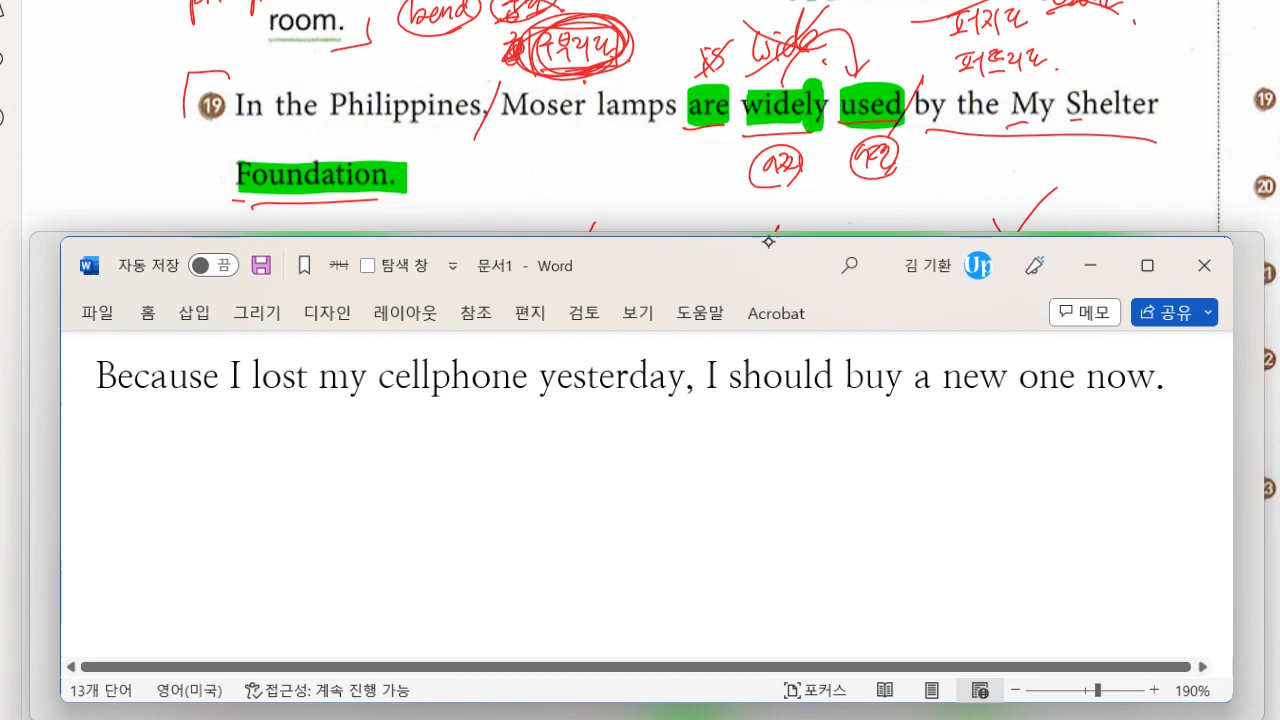 room.
bend
구부리다
wide
퍼지다
퍼뜨리다.
19 In the Philippines, Moser lamps are widely used by the My Shelter
19
Foundation.
20
자동 저장 끔 가나 탐색 창 문서1 - Word 김 기환 Up
파일 홈 삽입 그리기 디자인 레이아웃 참조 편지 검토 보기 도움말 Acrobat 메모 공유
Because I lost my cellphone yesterday, I should buy a new one now.
13개 단어 영어(미국) 접근성: 계속 진행 가능 포커스 190%